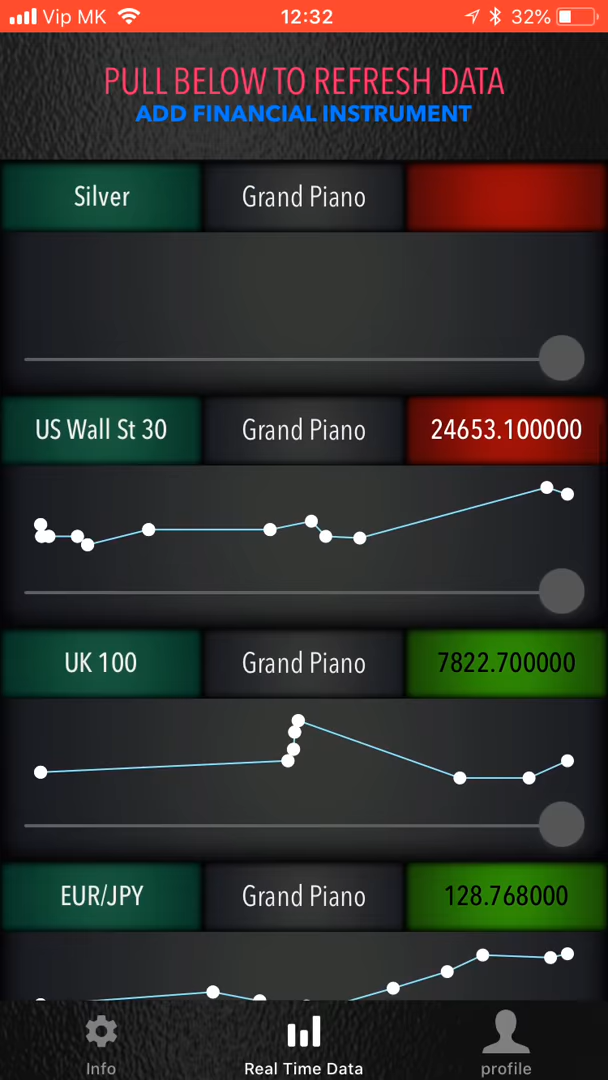 Vip MK 12:32 32%
PULL BELOW TO REFRESH DATA
ADD FINANCIAL INSTRUMENT
Silver Grand Piano
US Wall St 30 Grand Piano 24653.100000
UK 100 Grand Piano 7822.700000
EUR/JPY Grand Piano 128.768000
Info Real Time Data profile